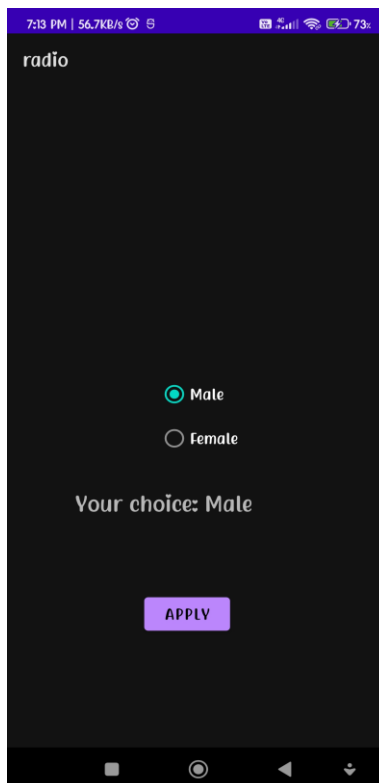 7:13 PM | 56.7KB/s
73%
radio
Male
Female
Your choice: Male
APPLY